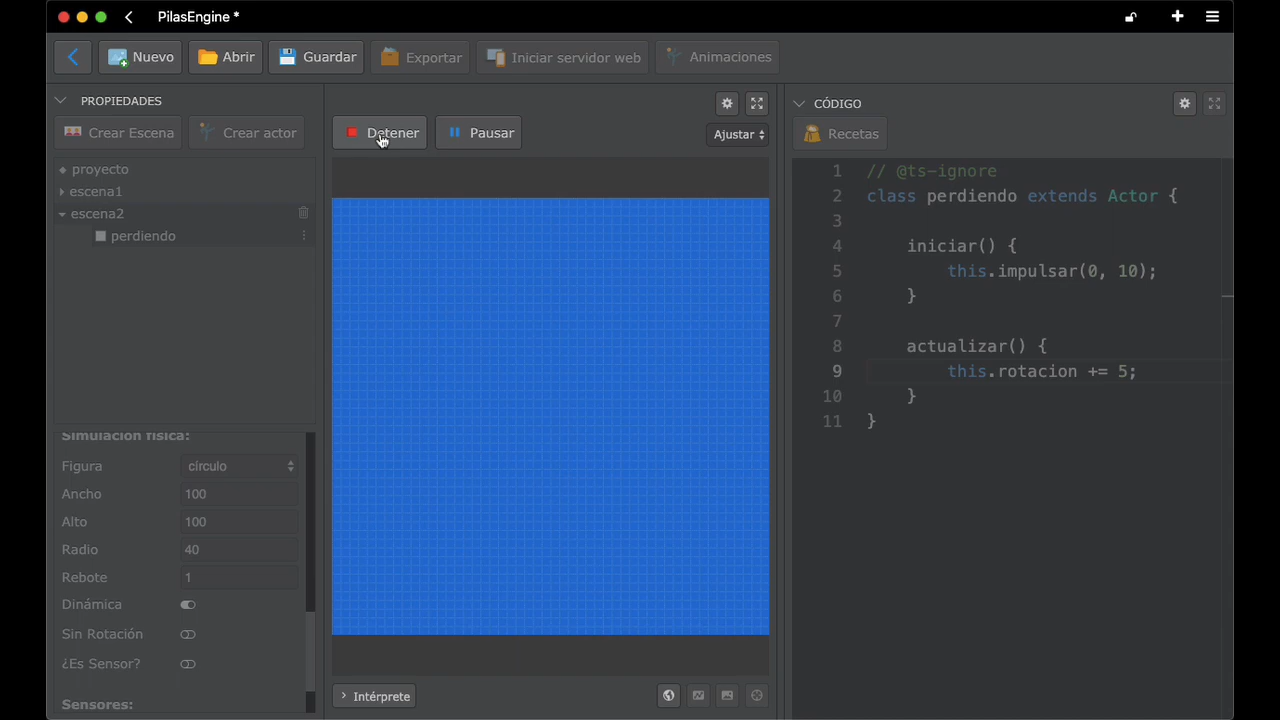 PilasEngine *
Nuevo
Abrir
Guardar
Exportar
Iniciar servidor web
Animaciones
PROPIEDADES
Crear Escena
Crear actor
proyecto
escena1
escena2
perdiendo
Simulación física:
Figura círculo
Ancho 100
Alto 100
Radio 40
Rebote 1
Dinámica
Sin Rotación
¿Es Sensor?
Sensores:
Detener
Pausar
Ajustar
> Intérprete
CÓDIGO
Recetas
1 // @ts-ignore
2 class perdiendo extends Actor {
3
4 iniciar() {
5 this.impulsar(0, 10);
6 }
7
8 actualizar() {
9 this.rotacion += 5;
10 }
11 }